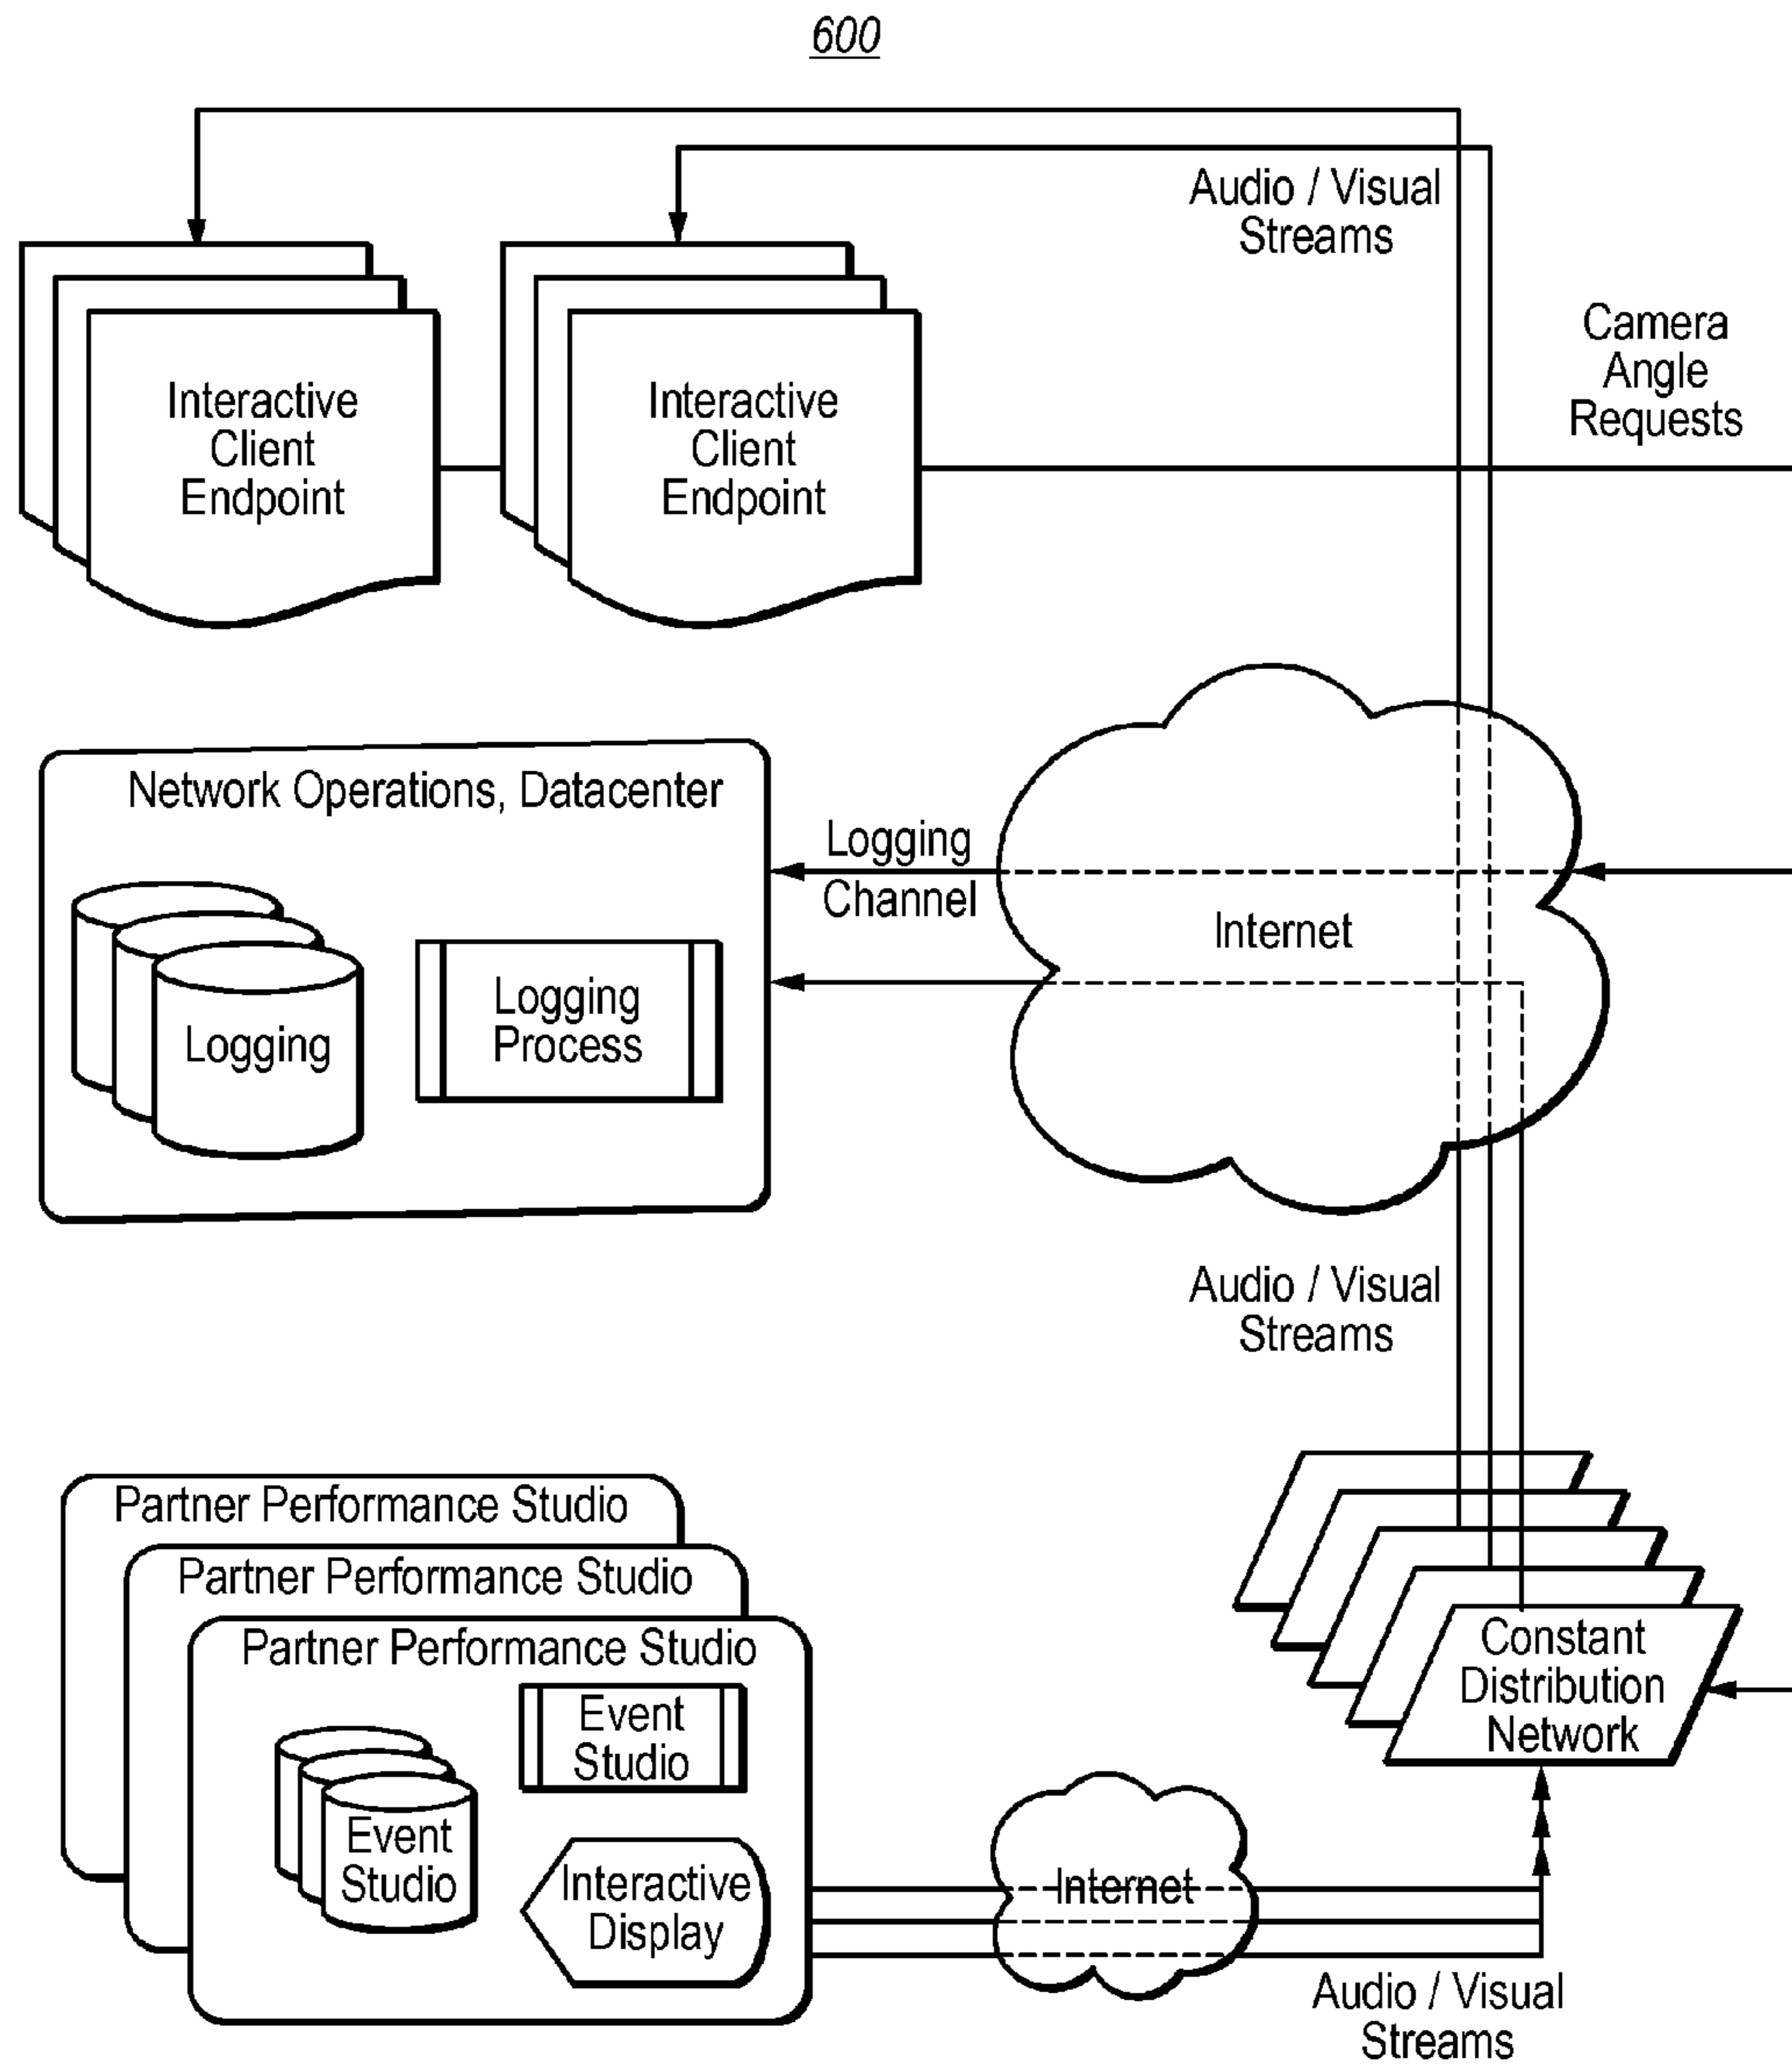 600
Audio / Visual
Streams
Camera
Angle
Requests
Interactive
Client
Endpoint
Interactive
Client
Endpoint
Network Operations, Datacenter
Logging
Channel
Internet
Logging
Logging
Process
Audio / Visual
Streams
Partner Performance Studio
Partner Performance Studio
Partner Performance Studio
Event
Studio
Event
Studio
Interactive
Display
Internet
Constant
Distribution
Network
Audio / Visual
Streams